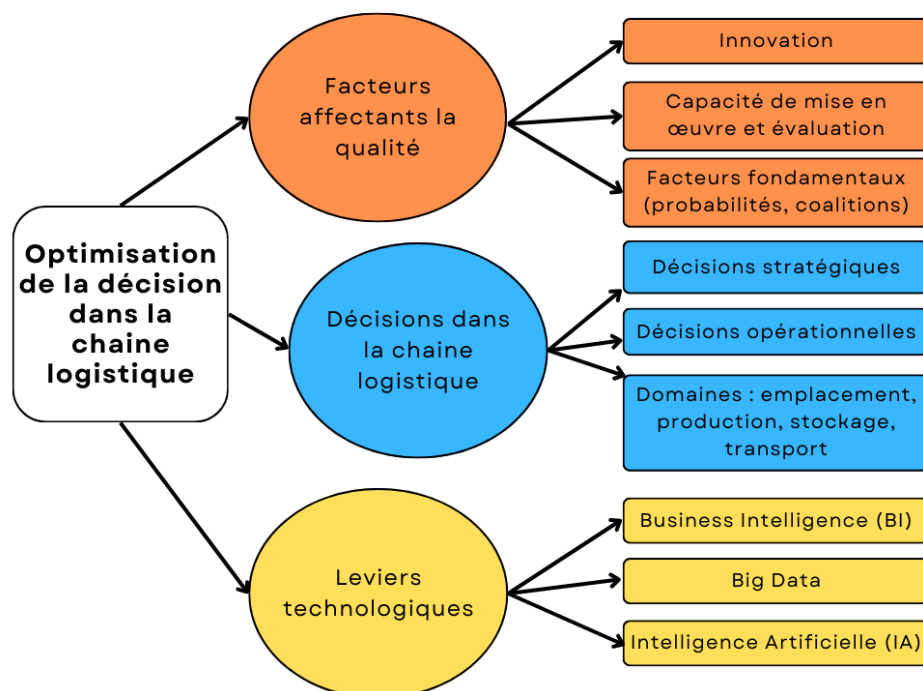 Optimisation
de la décision
dans la
chaine
logistique
Facteurs
affectants la
qualité
Innovation
Capacité de mise en
œuvre et évaluation
Facteurs fondamentaux
(probabilités, coalitions)
Décisions dans
la chaine
logistique
Décisions stratégiques
Décisions opérationnelles
Domaines : emplacement,
production, stockage,
transport
Leviers
technologiques
Business Intelligence (BI)
Big Data
Intelligence Artificielle (IA)